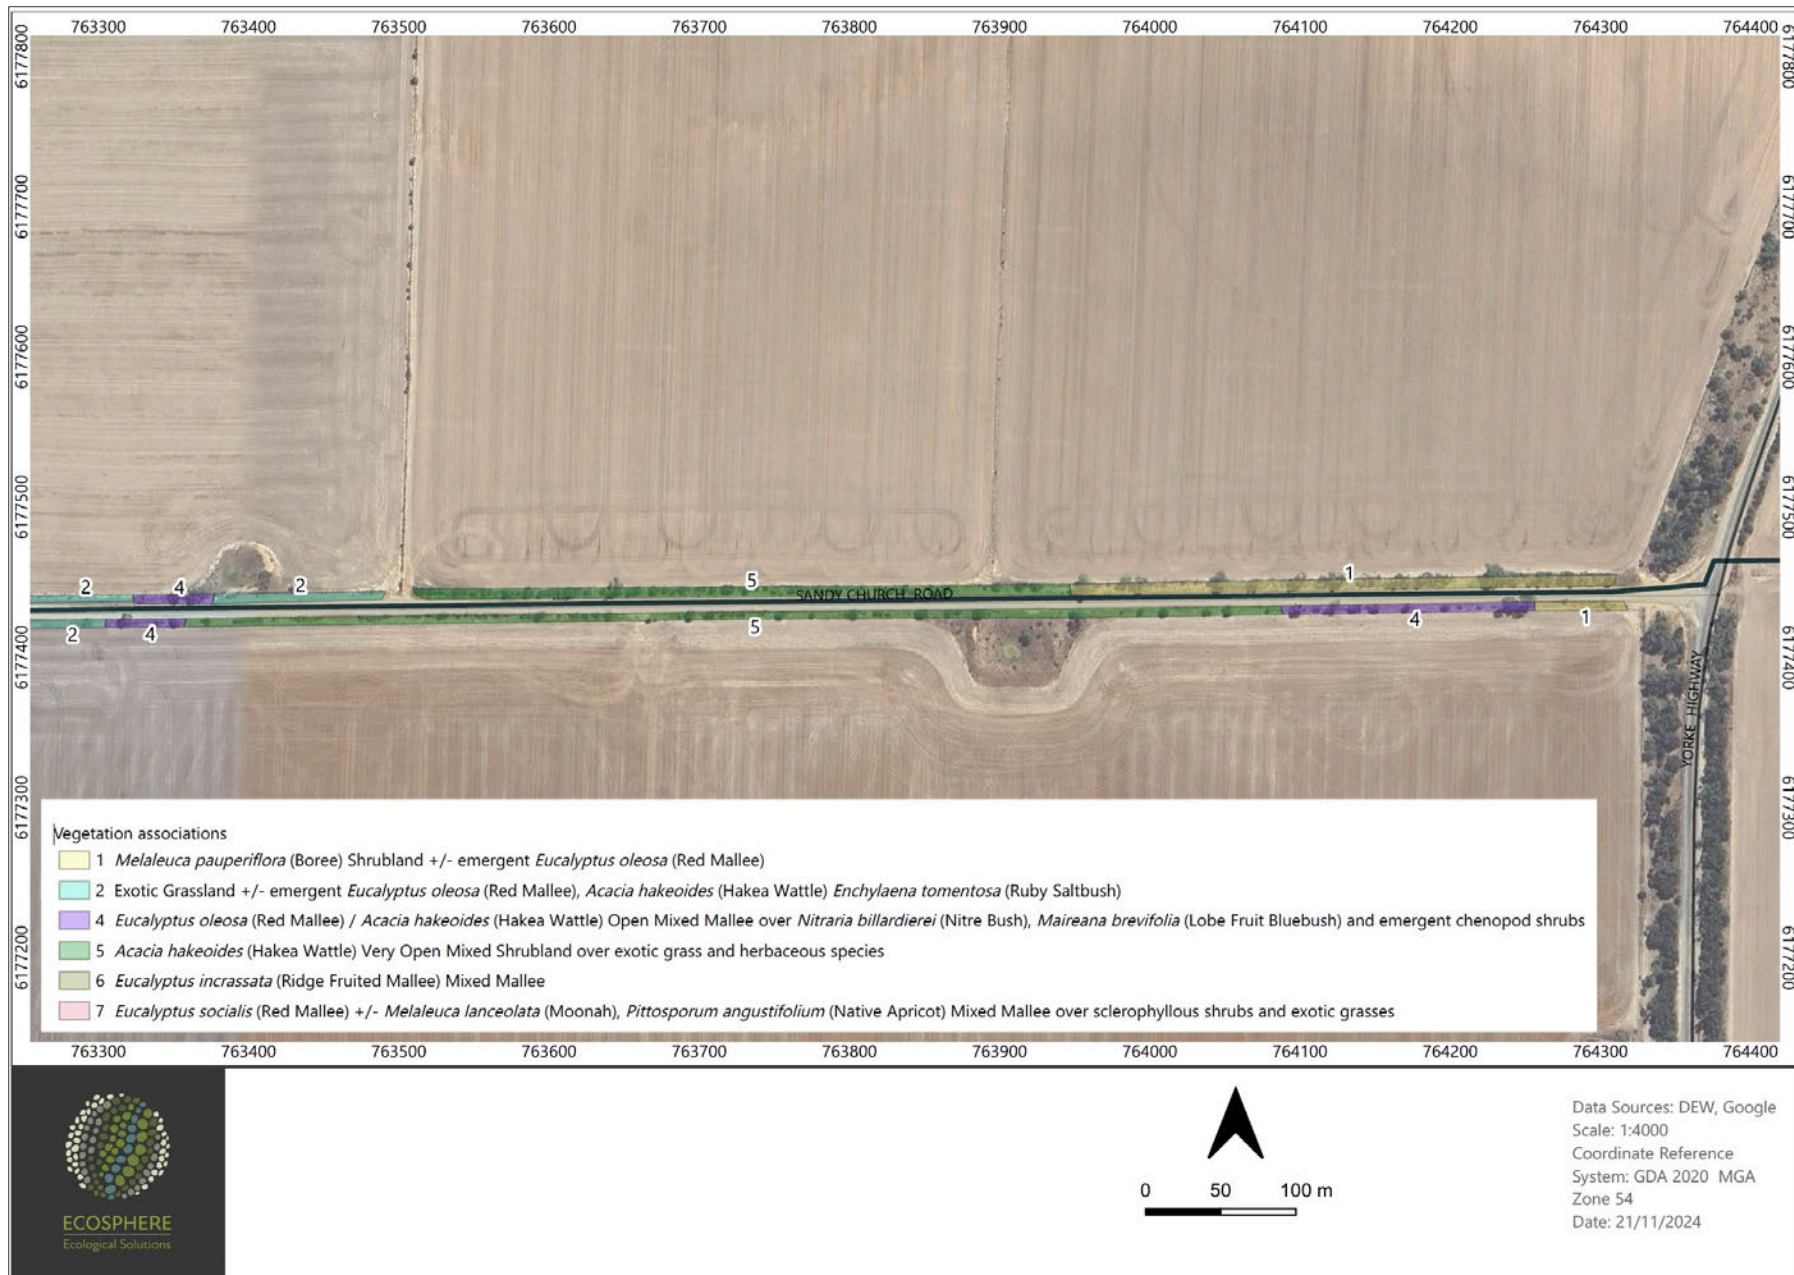 763300 763400 763500 763600 763700 763800 763900 764000 764100 764200 764300 764400
6177800 6177800
6177700 6177700
6177600 6177600
6177500 6177500
2 4 2 5 1
SANDY CHURCH ROAD
2 4 5 4 1
6177400 6177400
YORKE HIGHWAY
6177300 6177300
Vegetation associations
1 Melaleuca pauperiflora (Boree) Shrubland +/- emergent Eucalyptus oleosa (Red Mallee)
2 Exotic Grassland +/- emergent Eucalyptus oleosa (Red Mallee), Acacia hakeoides (Hakea Wattle) Enchylaena tomentosa (Ruby Saltbush)
4 Eucalyptus oleosa (Red Mallee) / Acacia hakeoides (Hakea Wattle) Open Mixed Mallee over Nitraria billardierei (Nitre Bush), Maireana brevifolia (Lobe Fruit Bluebush) and emergent chenopod shrubs
5 Acacia hakeoides (Hakea Wattle) Very Open Mixed Shrubland over exotic grass and herbaceous species
6 Eucalyptus incrassata (Ridge Fruited Mallee) Mixed Mallee
7 Eucalyptus socialis (Red Mallee) +/- Melaleuca lanceolata (Moonah), Pittosporum angustifolium (Native Apricot) Mixed Mallee over sclerophyllous shrubs and exotic grasses
6177200 6177200
763300 763400 763500 763600 763700 763800 763900 764000 764100 764200 764300 764400
ECOSPHERE
Ecological Solutions
0 50 100 m
Data Sources: DEW, Google
Scale: 1:4000
Coordinate Reference
System: GDA 2020 MGA
Zone 54
Date: 21/11/2024